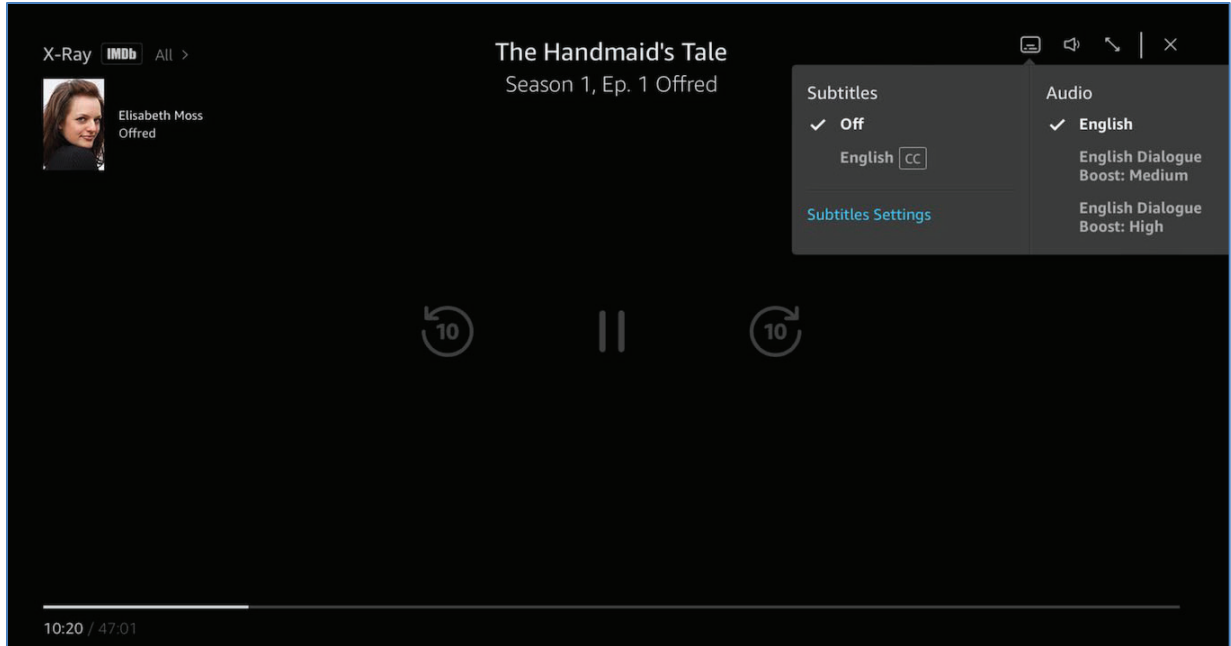 X-Ray IMDb All >
The Handmaid's Tale
Season 1, Ep. 1 Offred
Elisabeth Moss
Offred
Subtitles
Off
English CC
Subtitles Settings
Audio
English
English Dialogue
Boost: Medium
English Dialogue
Boost: High
10
10
10:20 / 47:01